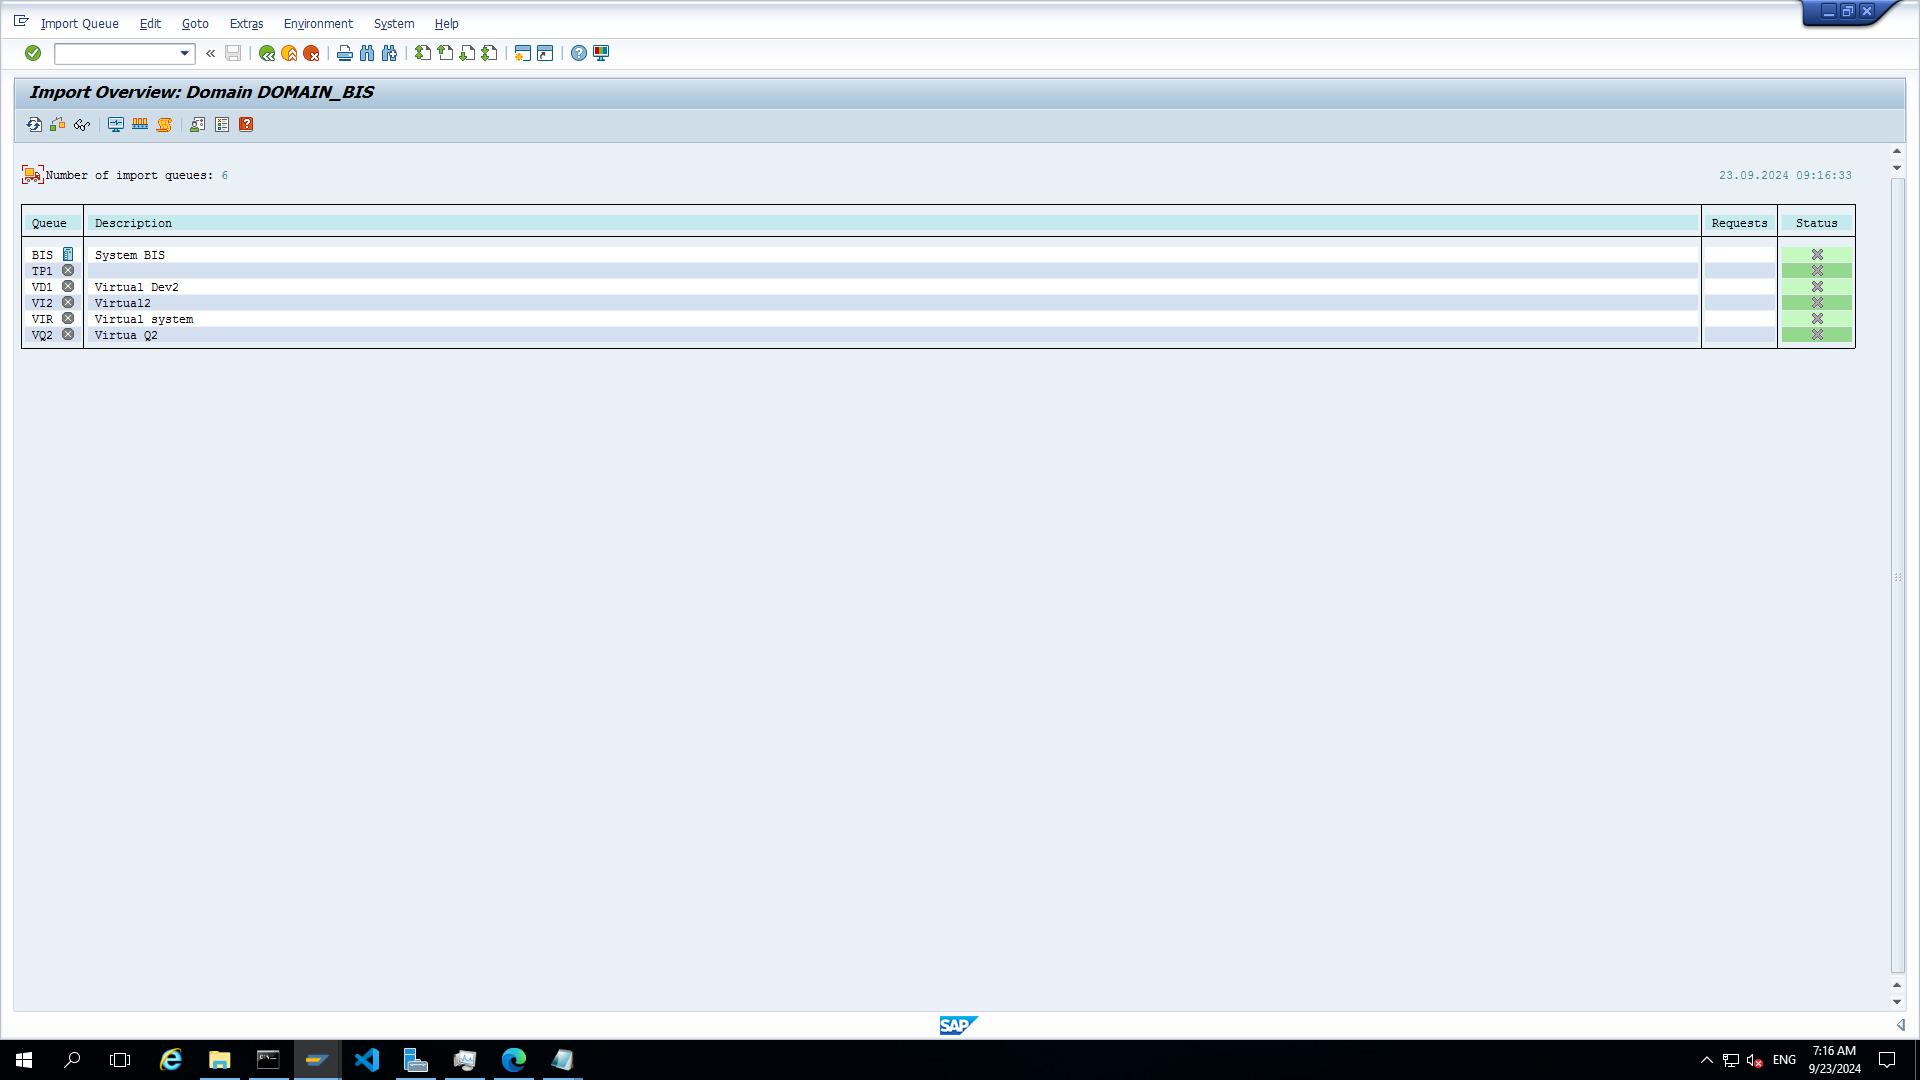 Import Queue Edit Goto Extras Environment System Help
Import Overview: Domain DOMAIN_BIS
Number of import queues: 6 23.09.2024 09:16:33
Queue Description Requests Status
BIS System BIS
TP1
VD1 Virtual Dev2
VI2 Virtual2
VIR Virtual system
VQ2 Virtua Q2
SAP
ENG
7:16 AM
9/23/2024